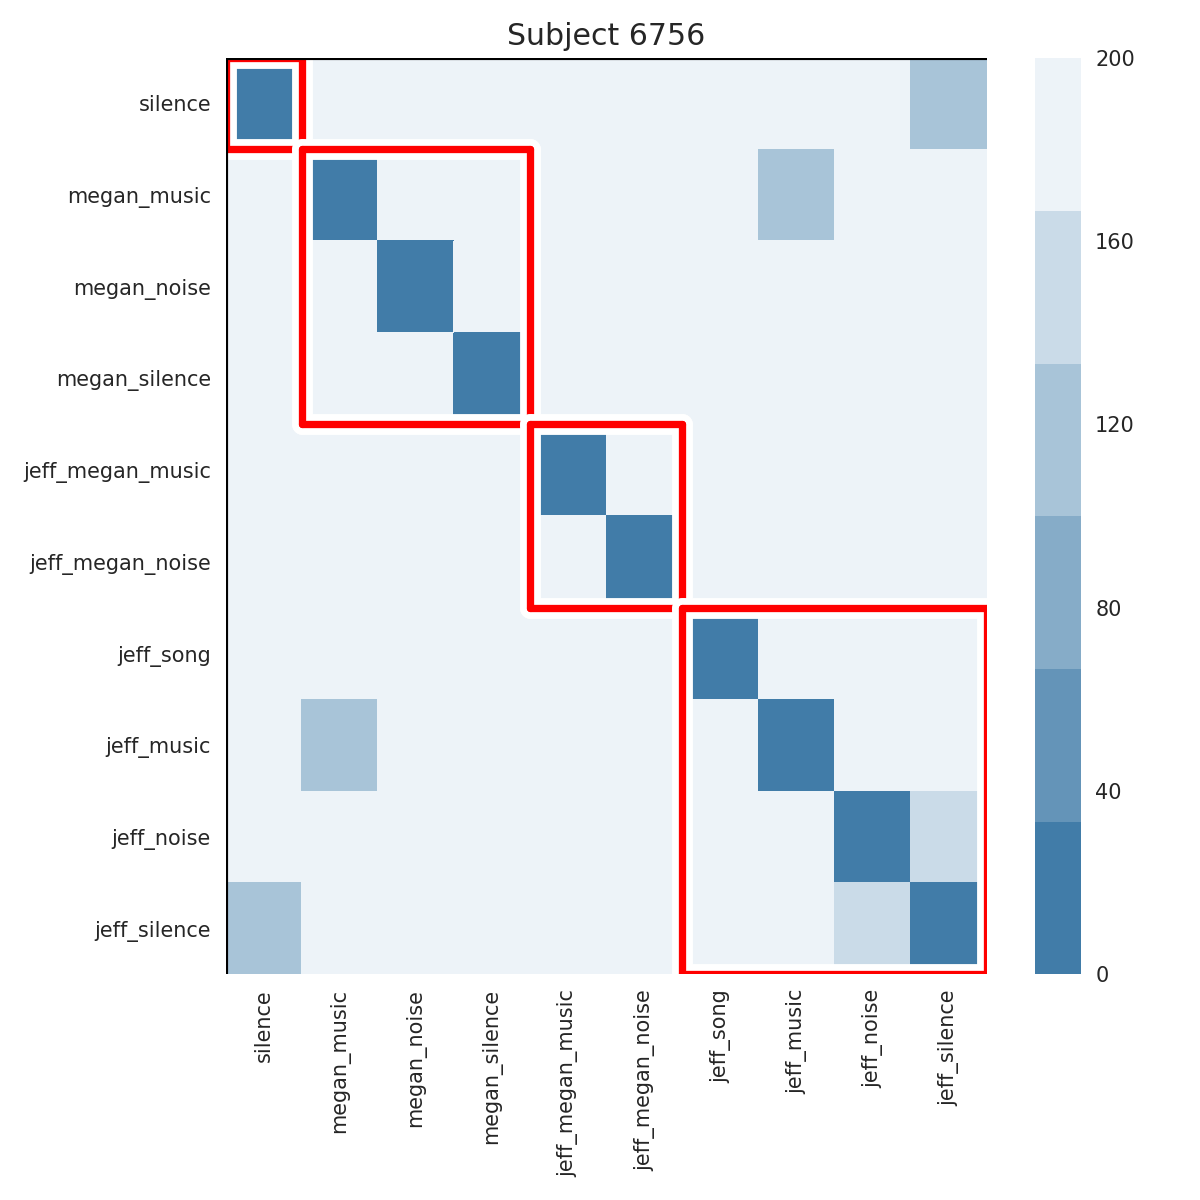 Subject 6756
silence
megan_music
megan_noise
megan_silence
jeff_megan_music
jeff_megan_noise
jeff_song
jeff_music
jeff_noise
jeff_silence
200
160
120
80
40
0
silence
megan_music
megan_noise
megan_silence
jeff_megan_music
jeff_megan_noise
jeff_song
jeff_music
jeff_noise
jeff_silence